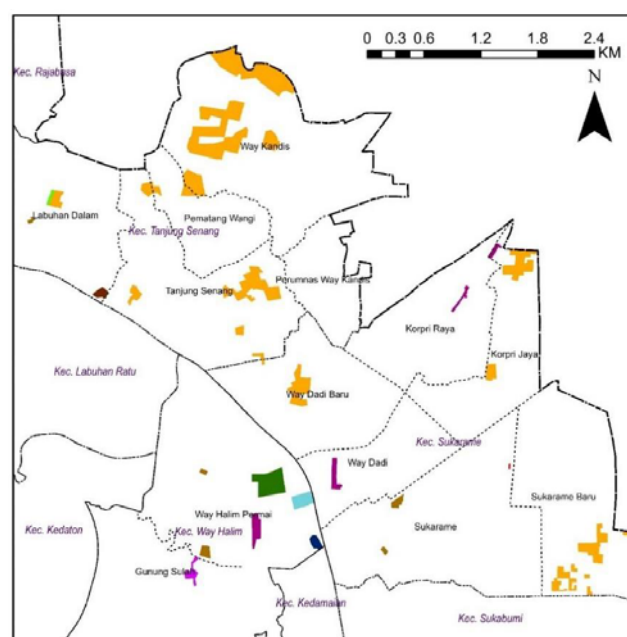 0 0.3 0.6 1.2 1.8 2.4
KM
N
Kec. Rajabasa
Way Kandis
Labuhan Dalam
Pematang Wangi
Kec. Tanjung Senang
Tanjung Senang
Perumnas Way Kandis
Korpri Raya
Korpri Jaya
Kec. Labuhan Ratu
Way Dadi Baru
Kec. Sukarame
Way Dadi
Sukarame Baru
Way Halim Permai
Sukarame
Kec. Kedaton
Kec. Way Halim
Gunung Sulah
Kec. Kedamaian
Kec. Sukabumi